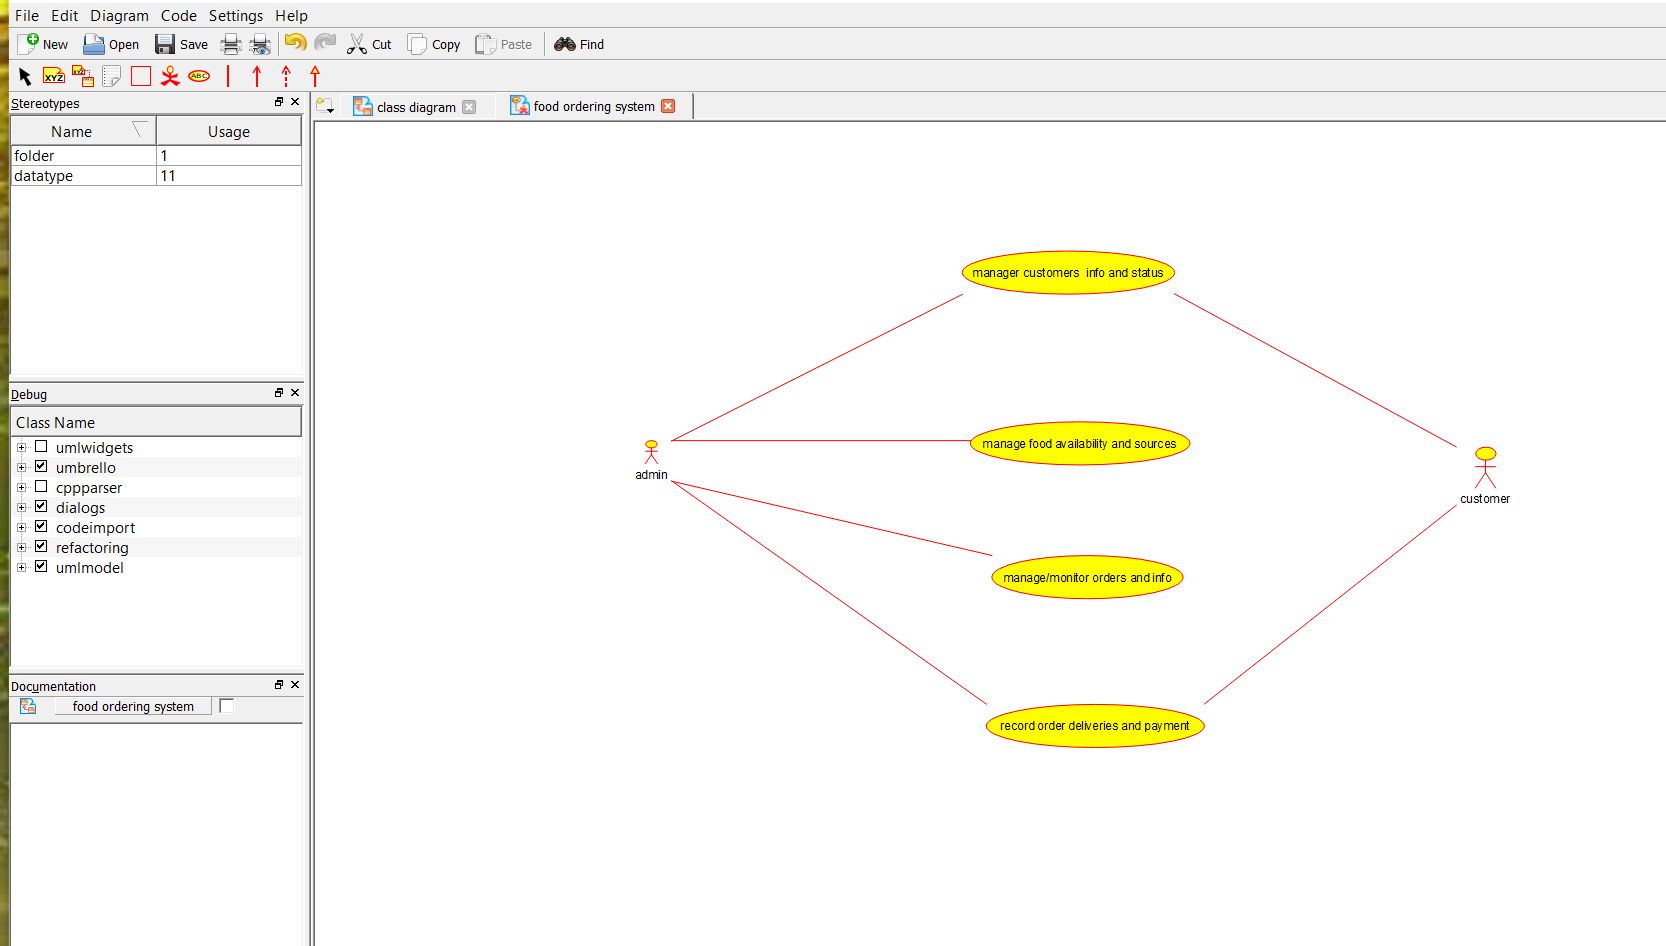 File Edit Diagram Code Settings Help
New Open Save Cut Copy Paste Find
XYZ XYZ ABC
Stereotypes
class diagram food ordering system
Name Usage
folder 1
datatype 11
Debug
Class Name
umlwidgets
umbrello
cppparser
dialogs
codeimport
refactoring
umlmodel
Documentation
food ordering system
manager customers  info and status
manage food availability and sources
admin
customer
manage/monitor orders and info
record order deliveries and payment